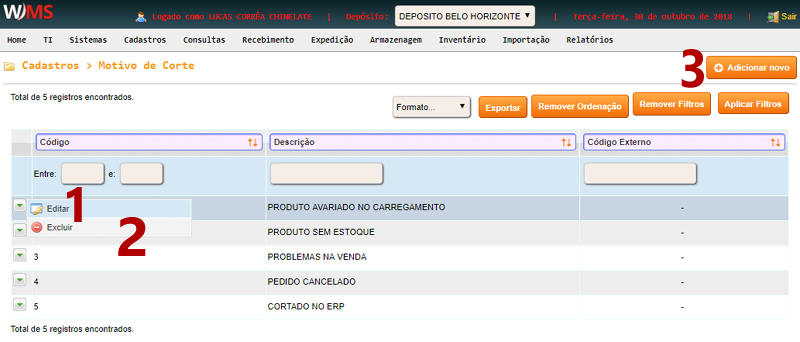 WMS
Logado como LUCAS CORRÊA CHINELATE | Depósito: DEPOSITO BELO HORIZONTE | Terça-feira, 30 de outubro de 2018 | Sair
Home TI Sistemas Cadastros Consultas Recebimento Expedição Armazenagem Inventário Importação Relatórios
Cadastros > Motivo de Corte
3
Adicionar novo
Total de 5 registros encontrados.
Formato... Exportar Remover Ordenação Remover Filtros Aplicar Filtros
Código Descrição Código Externo
Entre: e:
1
Editar PRODUTO AVARIADO NO CARREGAMENTO -
Excluir 2 PRODUTO SEM ESTOQUE -
3 PROBLEMAS NA VENDA -
4 PEDIDO CANCELADO -
5 CORTADO NO ERP -
Total de 5 registros encontrados.